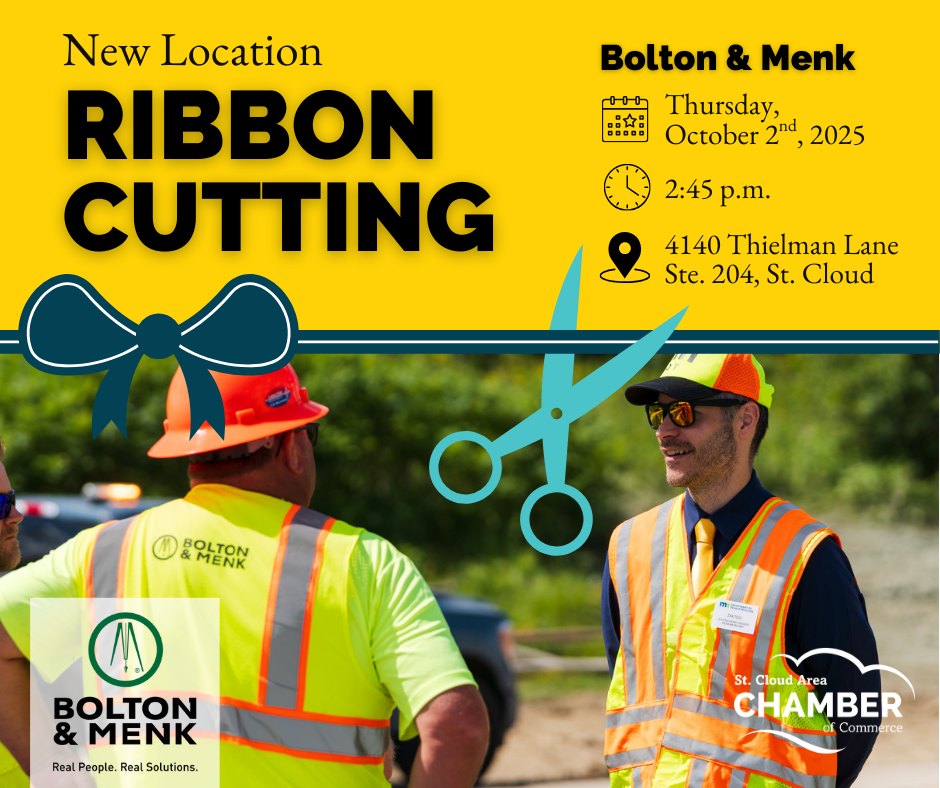 New Location
RIBBON
CUTTING
Bolton & Menk
Thursday,
October 2nd, 2025
2:45 p.m.
4140 Thielman Lane
Ste. 204, St. Cloud
BOLTON
& MENK
BOLTON
& MENK
Real People. Real Solutions.
St. Cloud Area
CHAMBER
of Commerce